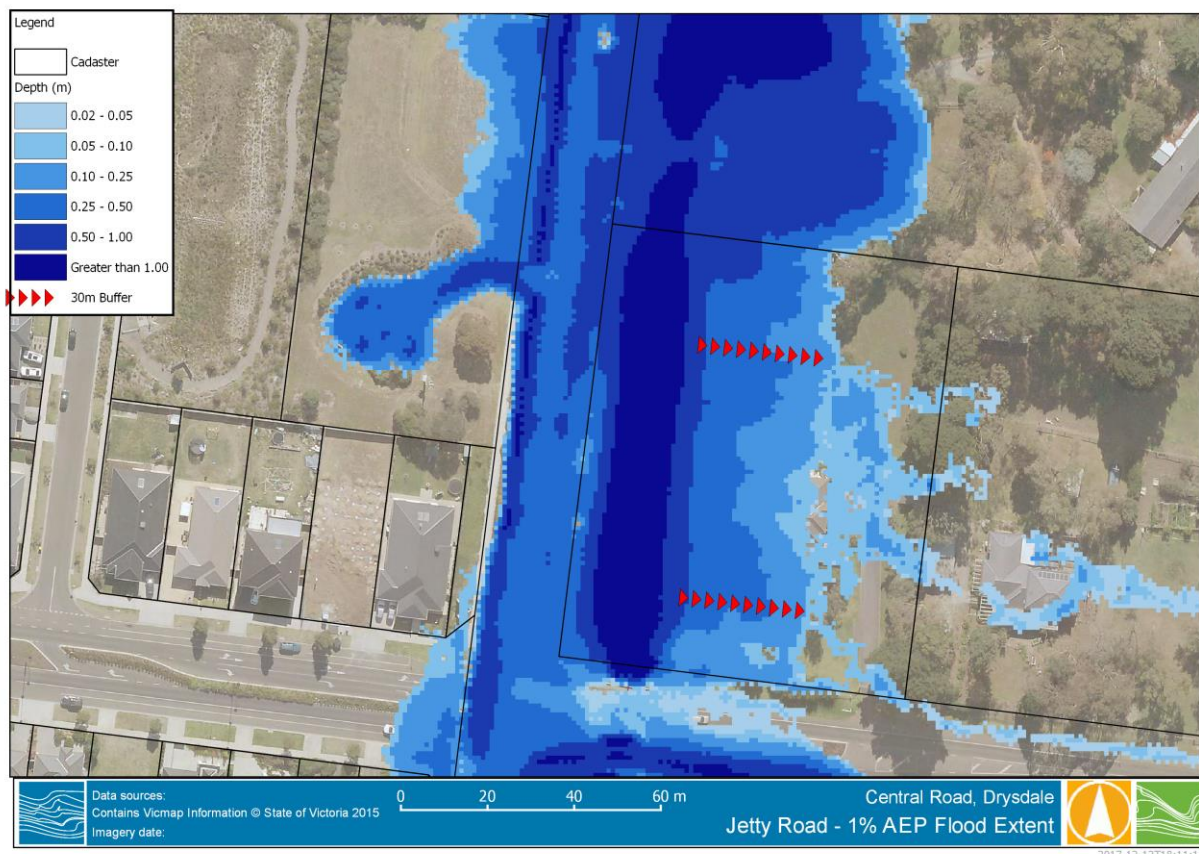 Legend
Cadaster
Depth (m)
0.02 - 0.05
0.05 - 0.10
0.10 - 0.25
0.25 - 0.50
0.50 - 1.00
Greater than 1.00
30m Buffer
Data sources:
Contains Vicmap Information © State of Victoria 2015
Imagery date:
0 20 40 60 m
Central Road, Drysdale
Jetty Road - 1% AEP Flood Extent